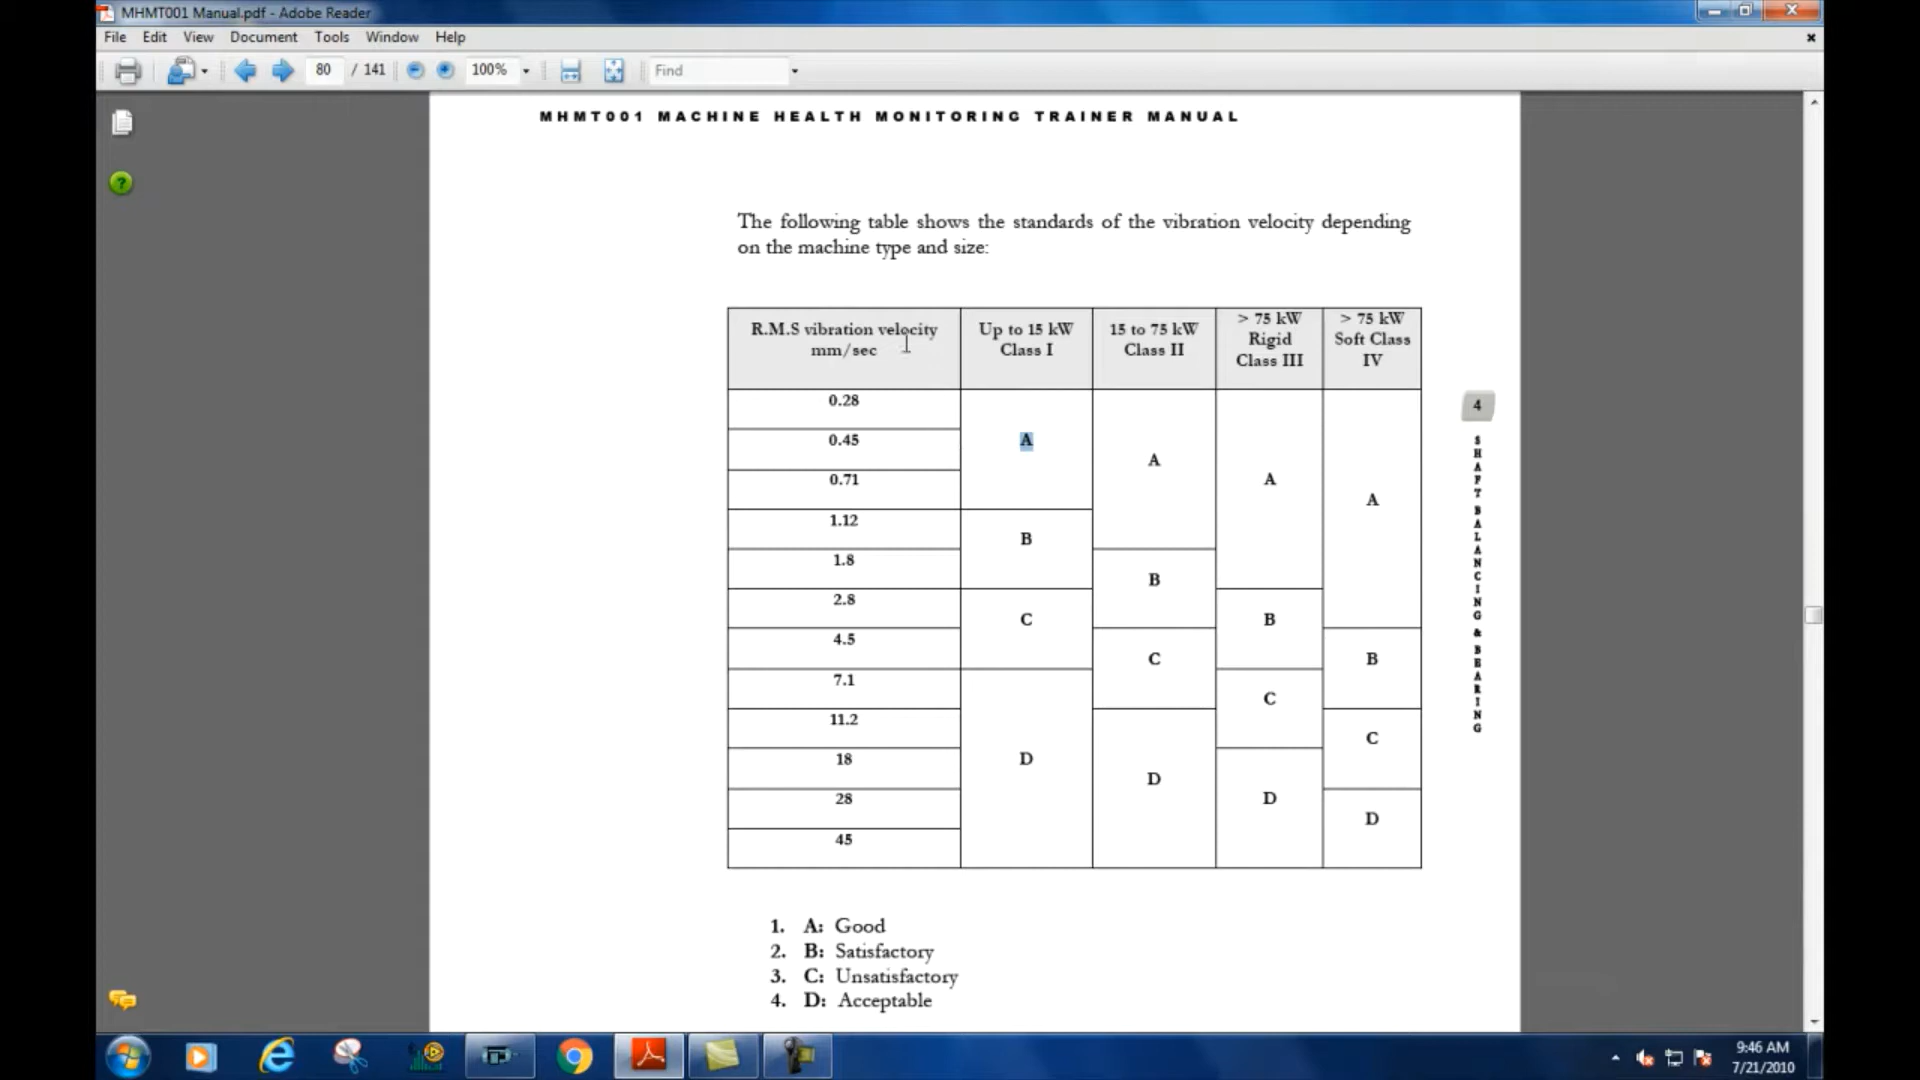 MHMT001 Manual.pdf - Adobe Reader
File Edit View Document Tools Window Help
80 / 141 100% Find
MHMT001 MACHINE HEALTH MONITORING TRAINER MANUAL
The following table shows the standards of the vibration velocity depending
on the machine type and size:
R.M.S vibration velocity
mm/sec
Up to 15 kW
Class I
15 to 75 kW
Class II
> 75 kW
Rigid
Class III
> 75 kW
Soft Class
IV
0.28
0.45
0.71
1.12
1.8
2.8
4.5
7.1
11.2
18
28
45
A
B
C
D
A
B
C
D
A
B
C
D
A
B
C
D
4
SHAFT BALANCING & BEARING
1. A: Good
2. B: Satisfactory
3. C: Unsatisfactory
4. D: Acceptable
9:46 AM
7/21/2010